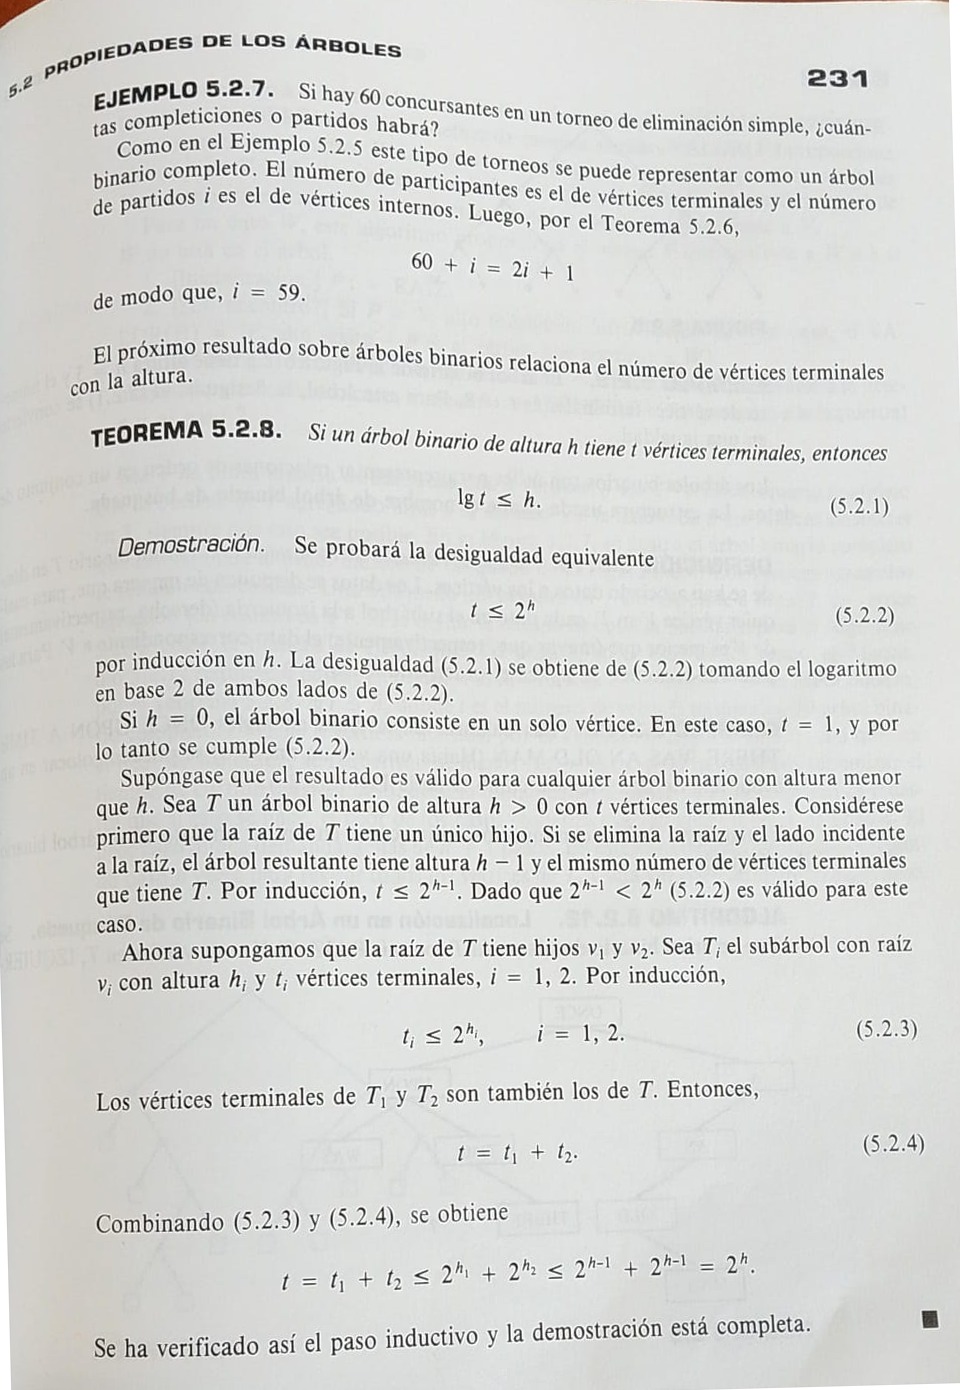 5.2 PROPIEDADES DE LOS ÁRBOLES
231
EJEMPLO 5.2.7. Si hay 60 concursantes en un torneo de eliminación simple, ¿cuán-
tas completiciones o partidos habrá?
Como en el Ejemplo 5.2.5 este tipo de torneos se puede representar como un árbol
binario completo. El número de participantes es el de vértices terminales y el número
de partidos i es el de vértices internos. Luego, por el Teorema 5.2.6,
60 + i = 2i + 1
de modo que, i = 59.
El próximo resultado sobre árboles binarios relaciona el número de vértices terminales
con la altura.
TEOREMA 5.2.8. Si un árbol binario de altura h tiene t vértices terminales, entonces
lg t ≤ h. (5.2.1)
Demostración. Se probará la desigualdad equivalente
t ≤ 2^h (5.2.2)
por inducción en h. La desigualdad (5.2.1) se obtiene de (5.2.2) tomando el logaritmo
en base 2 de ambos lados de (5.2.2).
Si h = 0, el árbol binario consiste en un solo vértice. En este caso, t = 1, y por
lo tanto se cumple (5.2.2).
Supóngase que el resultado es válido para cualquier árbol binario con altura menor
que h. Sea T un árbol binario de altura h > 0 con t vértices terminales. Considérese
primero que la raíz de T tiene un único hijo. Si se elimina la raíz y el lado incidente
a la raíz, el árbol resultante tiene altura h − 1 y el mismo número de vértices terminales
que tiene T. Por inducción, t ≤ 2^{h−1}. Dado que 2^{h−1} < 2^h (5.2.2) es válido para este
caso.
Ahora supongamos que la raíz de T tiene hijos v₁ y v₂. Sea Tᵢ el subárbol con raíz
vᵢ con altura hᵢ y tᵢ vértices terminales, i = 1, 2. Por inducción,
tᵢ ≤ 2^{hᵢ}, i = 1, 2. (5.2.3)
Los vértices terminales de T₁ y T₂ son también los de T. Entonces,
t = t₁ + t₂. (5.2.4)
Combinando (5.2.3) y (5.2.4), se obtiene
t = t₁ + t₂ ≤ 2^{h₁} + 2^{h₂} ≤ 2^{h−1} + 2^{h−1} = 2^h.
Se ha verificado así el paso inductivo y la demostración está completa. ■